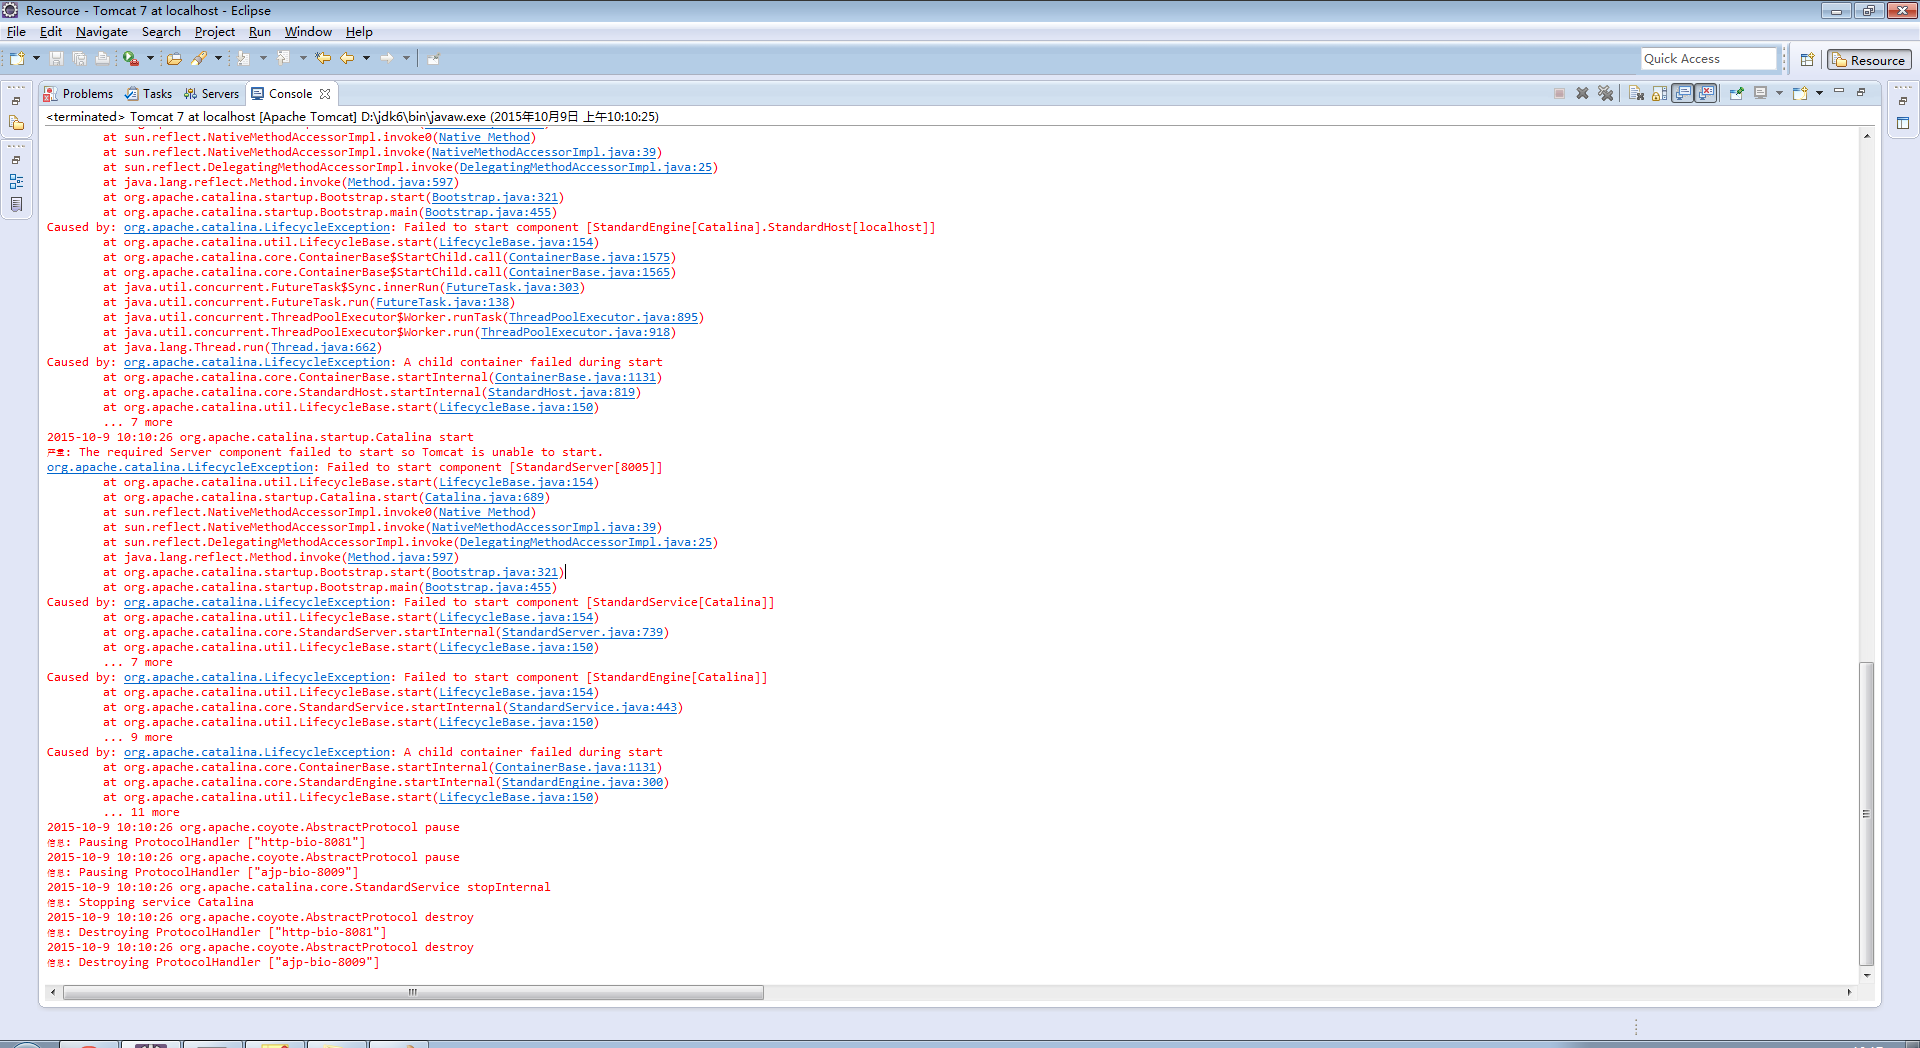 Resource - Tomcat 7 at localhost - Eclipse
File Edit Navigate Search Project Run Window Help
Quick Access
Resource
Problems Tasks Servers Console
<terminated> Tomcat 7 at localhost [Apache Tomcat] D:\jdk6\bin\javaw.exe (2015年10月9日 上午10:10:25)
at sun.reflect.NativeMethodAccessorImpl.invoke0(Native Method)
at sun.reflect.NativeMethodAccessorImpl.invoke(NativeMethodAccessorImpl.java:39)
at sun.reflect.DelegatingMethodAccessorImpl.invoke(DelegatingMethodAccessorImpl.java:25)
at java.lang.reflect.Method.invoke(Method.java:597)
at org.apache.catalina.startup.Bootstrap.start(Bootstrap.java:321)
at org.apache.catalina.startup.Bootstrap.main(Bootstrap.java:455)
Caused by: org.apache.catalina.LifecycleException: Failed to start component [StandardEngine[Catalina].StandardHost[localhost]]
at org.apache.catalina.util.LifecycleBase.start(LifecycleBase.java:154)
at org.apache.catalina.core.ContainerBase$StartChild.call(ContainerBase.java:1575)
at org.apache.catalina.core.ContainerBase$StartChild.call(ContainerBase.java:1565)
at java.util.concurrent.FutureTask$Sync.innerRun(FutureTask.java:303)
at java.util.concurrent.FutureTask.run(FutureTask.java:138)
at java.util.concurrent.ThreadPoolExecutor$Worker.runTask(ThreadPoolExecutor.java:895)
at java.util.concurrent.ThreadPoolExecutor$Worker.run(ThreadPoolExecutor.java:918)
at java.lang.Thread.run(Thread.java:662)
Caused by: org.apache.catalina.LifecycleException: A child container failed during start
at org.apache.catalina.core.ContainerBase.startInternal(ContainerBase.java:1131)
at org.apache.catalina.core.StandardHost.startInternal(StandardHost.java:819)
at org.apache.catalina.util.LifecycleBase.start(LifecycleBase.java:150)
... 7 more
2015-10-9 10:10:26 org.apache.catalina.startup.Catalina start
严重: The required Server component failed to start so Tomcat is unable to start.
org.apache.catalina.LifecycleException: Failed to start component [StandardServer[8005]]
at org.apache.catalina.util.LifecycleBase.start(LifecycleBase.java:154)
at org.apache.catalina.startup.Catalina.start(Catalina.java:689)
at sun.reflect.NativeMethodAccessorImpl.invoke0(Native Method)
at sun.reflect.NativeMethodAccessorImpl.invoke(NativeMethodAccessorImpl.java:39)
at sun.reflect.DelegatingMethodAccessorImpl.invoke(DelegatingMethodAccessorImpl.java:25)
at java.lang.reflect.Method.invoke(Method.java:597)
at org.apache.catalina.startup.Bootstrap.start(Bootstrap.java:321)
at org.apache.catalina.startup.Bootstrap.main(Bootstrap.java:455)
Caused by: org.apache.catalina.LifecycleException: Failed to start component [StandardService[Catalina]]
at org.apache.catalina.util.LifecycleBase.start(LifecycleBase.java:154)
at org.apache.catalina.core.StandardServer.startInternal(StandardServer.java:739)
at org.apache.catalina.util.LifecycleBase.start(LifecycleBase.java:150)
... 7 more
Caused by: org.apache.catalina.LifecycleException: Failed to start component [StandardEngine[Catalina]]
at org.apache.catalina.util.LifecycleBase.start(LifecycleBase.java:154)
at org.apache.catalina.core.StandardService.startInternal(StandardService.java:443)
at org.apache.catalina.util.LifecycleBase.start(LifecycleBase.java:150)
... 9 more
Caused by: org.apache.catalina.LifecycleException: A child container failed during start
at org.apache.catalina.core.ContainerBase.startInternal(ContainerBase.java:1131)
at org.apache.catalina.core.StandardEngine.startInternal(StandardEngine.java:300)
at org.apache.catalina.util.LifecycleBase.start(LifecycleBase.java:150)
... 11 more
2015-10-9 10:10:26 org.apache.coyote.AbstractProtocol pause
信息: Pausing ProtocolHandler ["http-bio-8081"]
2015-10-9 10:10:26 org.apache.coyote.AbstractProtocol pause
信息: Pausing ProtocolHandler ["ajp-bio-8009"]
2015-10-9 10:10:26 org.apache.catalina.core.StandardService stopInternal
信息: Stopping service Catalina
2015-10-9 10:10:26 org.apache.coyote.AbstractProtocol destroy
信息: Destroying ProtocolHandler ["http-bio-8081"]
2015-10-9 10:10:26 org.apache.coyote.AbstractProtocol destroy
信息: Destroying ProtocolHandler ["ajp-bio-8009"]